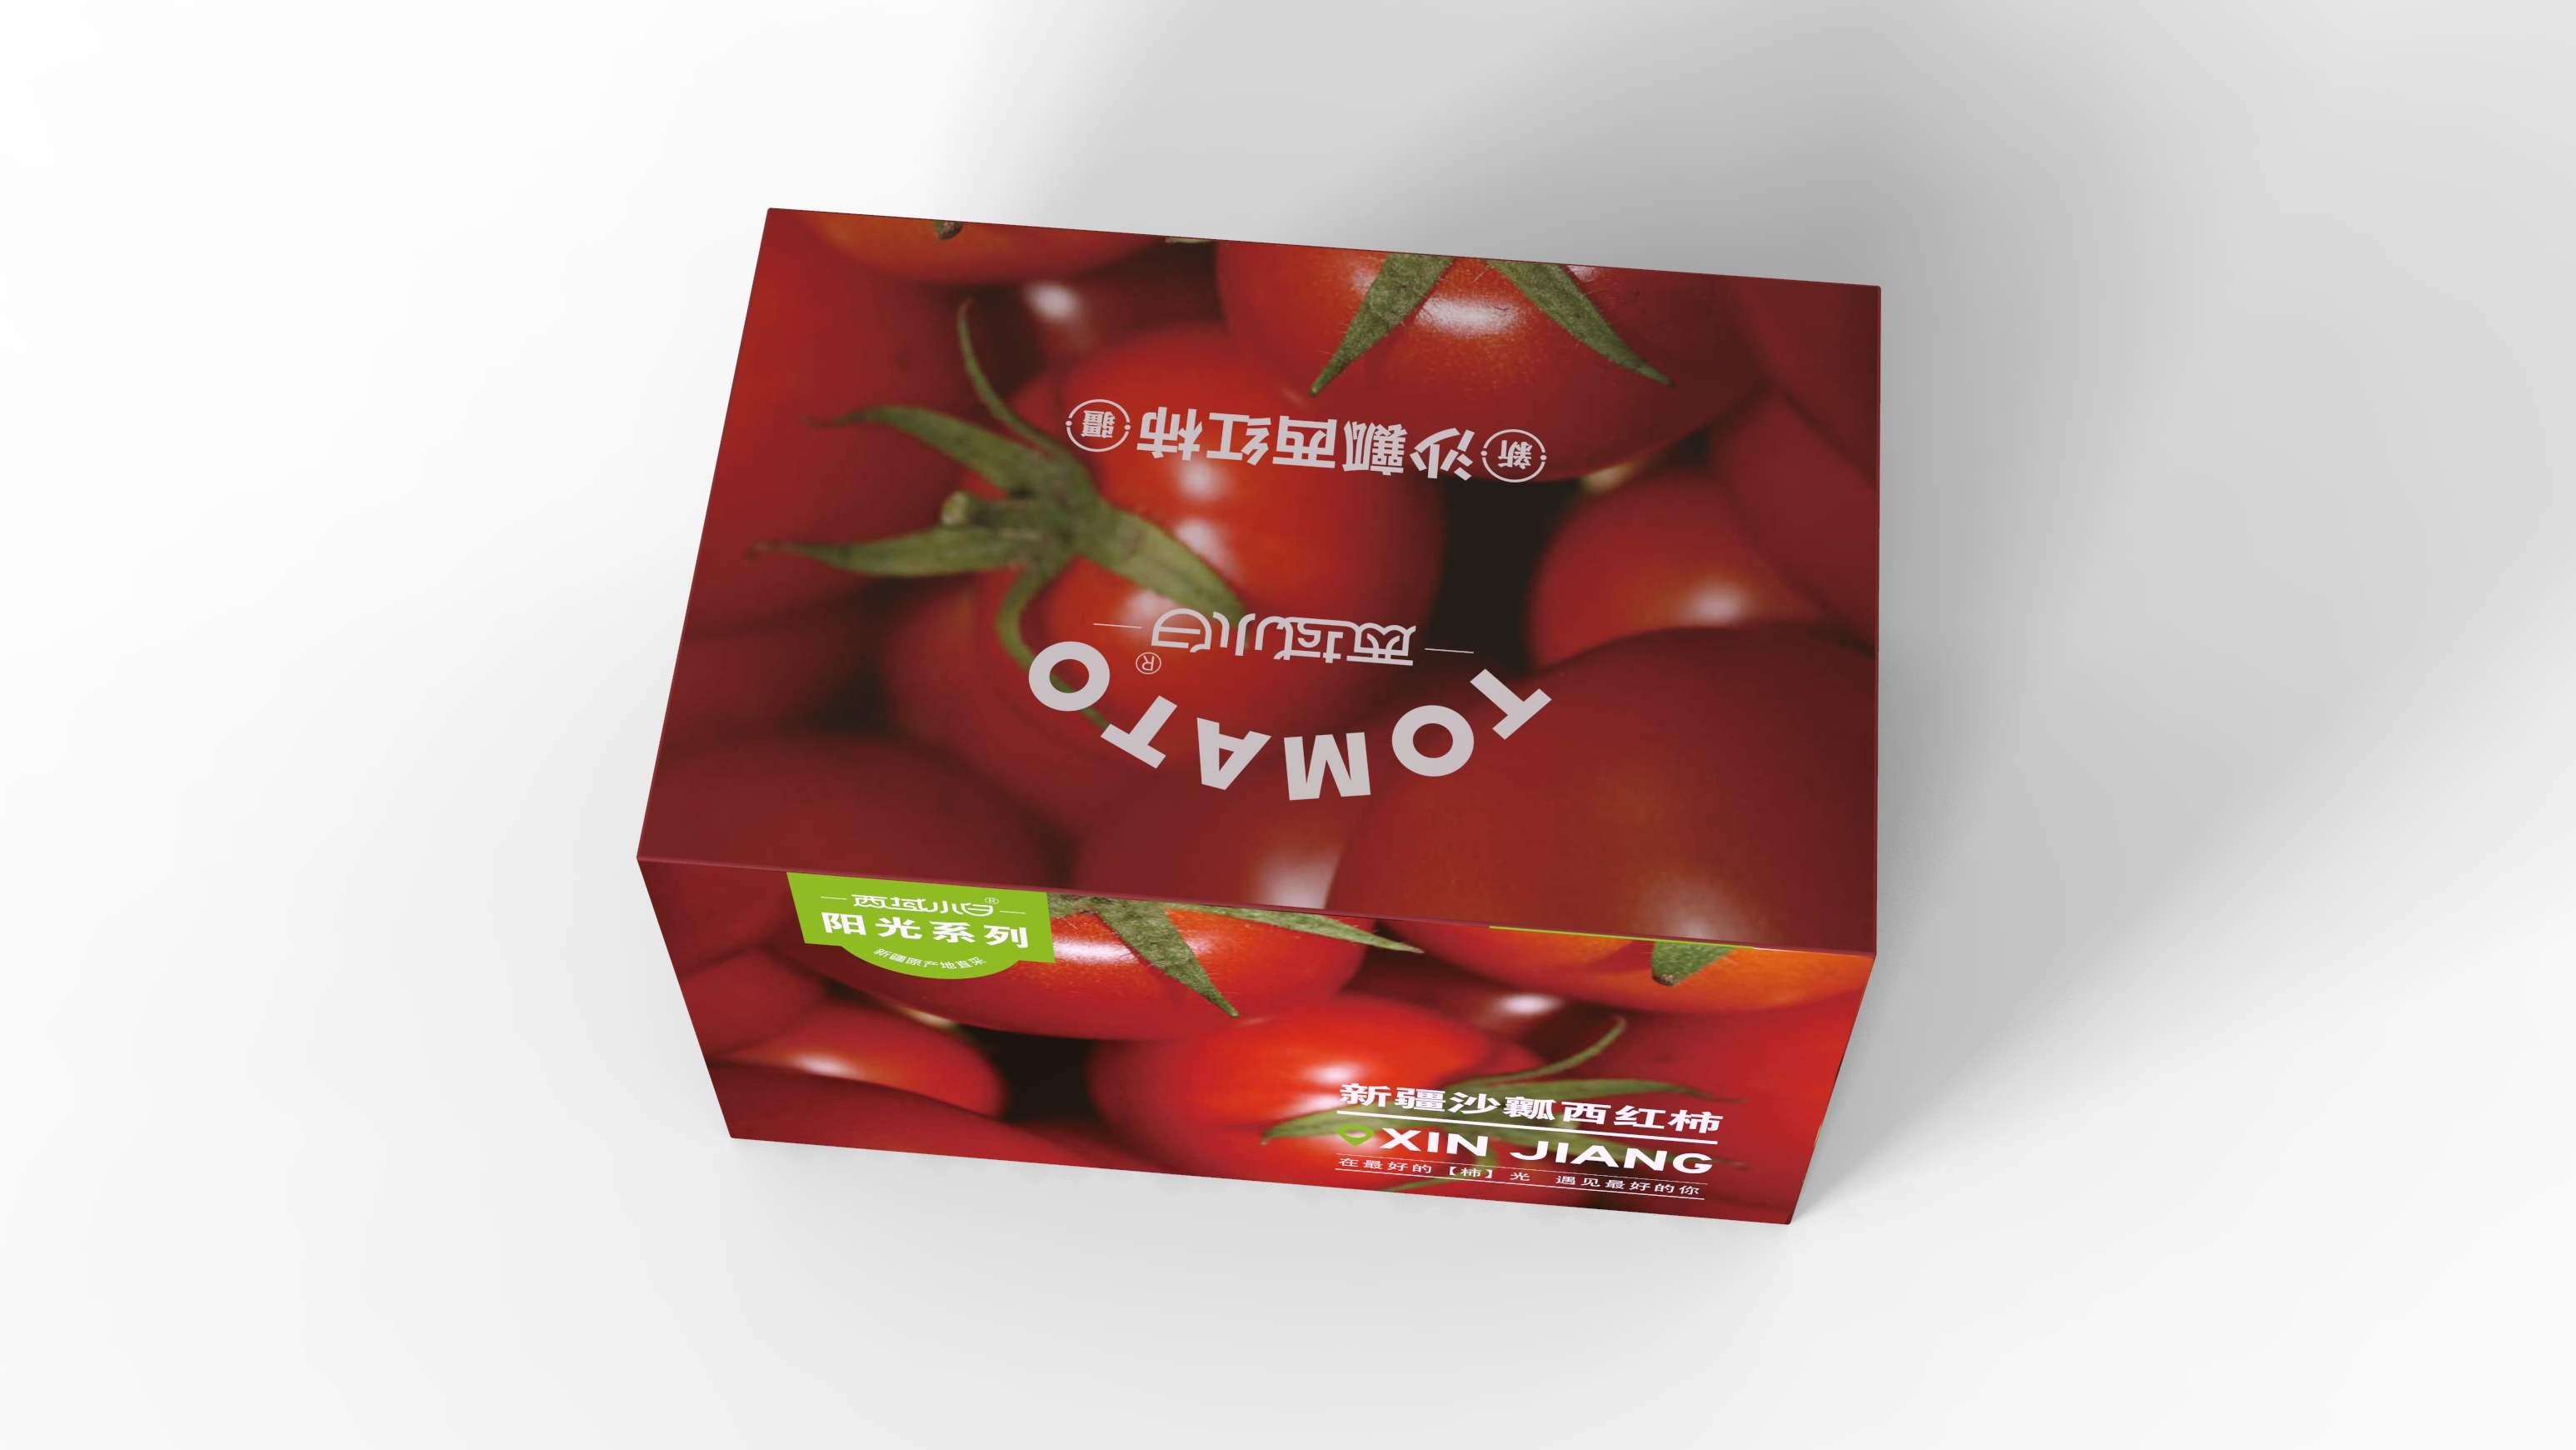 TOMATO
西域小白®
新 沙瓤西红柿 疆
西域小白®
阳光系列
新疆原产地直采
新疆沙瓤西红柿
XIN JIANG
在最好的【柿】光 遇见最好的你